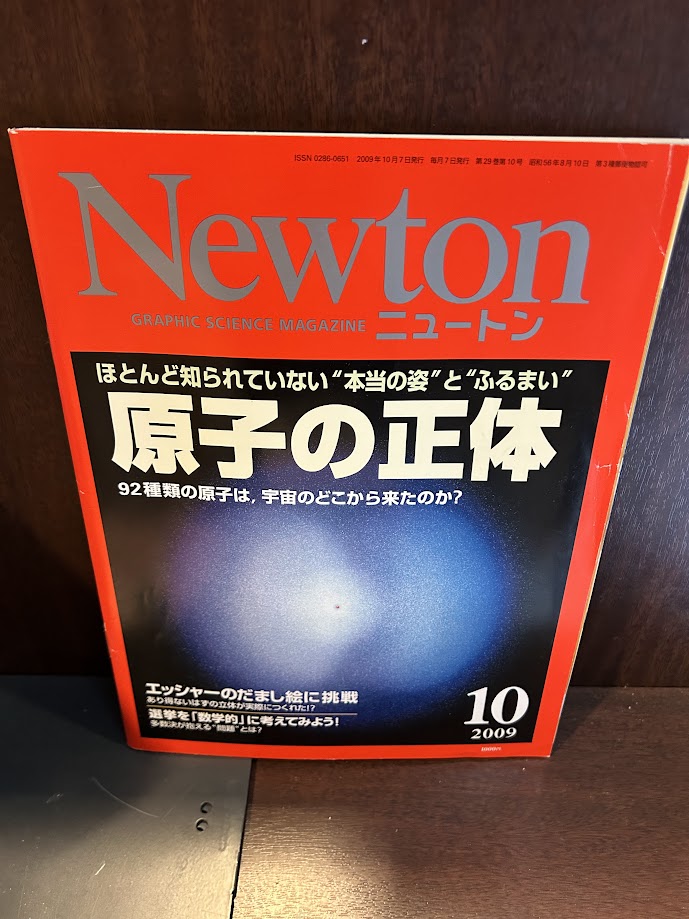 ISSN 0286-0651 2009年10月7日発行 毎月7日発行 第29巻第10号 昭和56年8月10日 第3種郵便物認可
Newton
GRAPHIC SCIENCE MAGAZINE ニュートン
ほとんど知られていない“本当の姿”と“ふるまい”
原子の正体
92種類の原子は,宇宙のどこから来たのか?
エッシャーのだまし絵に挑戦
あり得ないはずの立体が実際につくれた!?
選挙を「数学的」に考えてみよう!
多数決が抱える“問題”とは?
10
2009